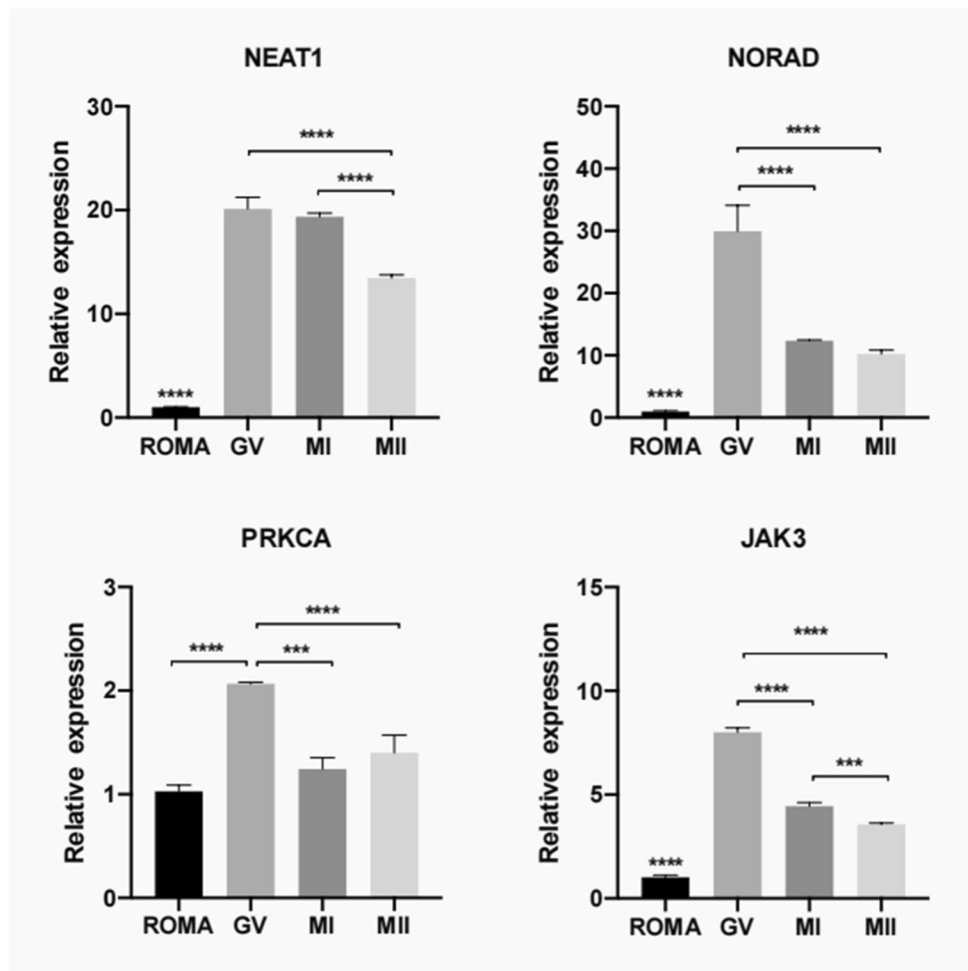 NEAT1
30
20
10
0
Relative expression
****
****
****
ROMA GV MI MII
NORAD
50
40
30
20
10
0
Relative expression
****
****
****
ROMA GV MI MII
PRKCA
3
2
1
0
Relative expression
****
****
***
ROMA GV MI MII
JAK3
15
10
5
0
Relative expression
****
****
***
****
ROMA GV MI MII